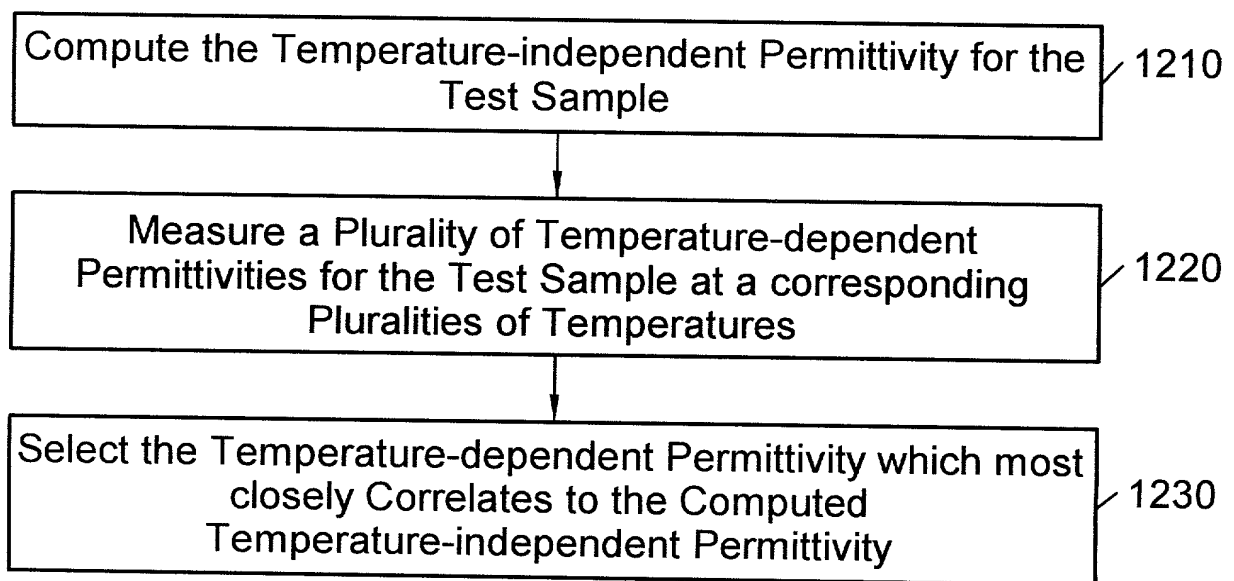 Compute the Temperature-independent Permittivity for the
Test Sample
1210
Measure a Plurality of Temperature-dependent
Permittivities for the Test Sample at a corresponding
Pluralities of Temperatures
1220
Select the Temperature-dependent Permittivity which most
closely Correlates to the Computed
Temperature-independent Permittivity
1230